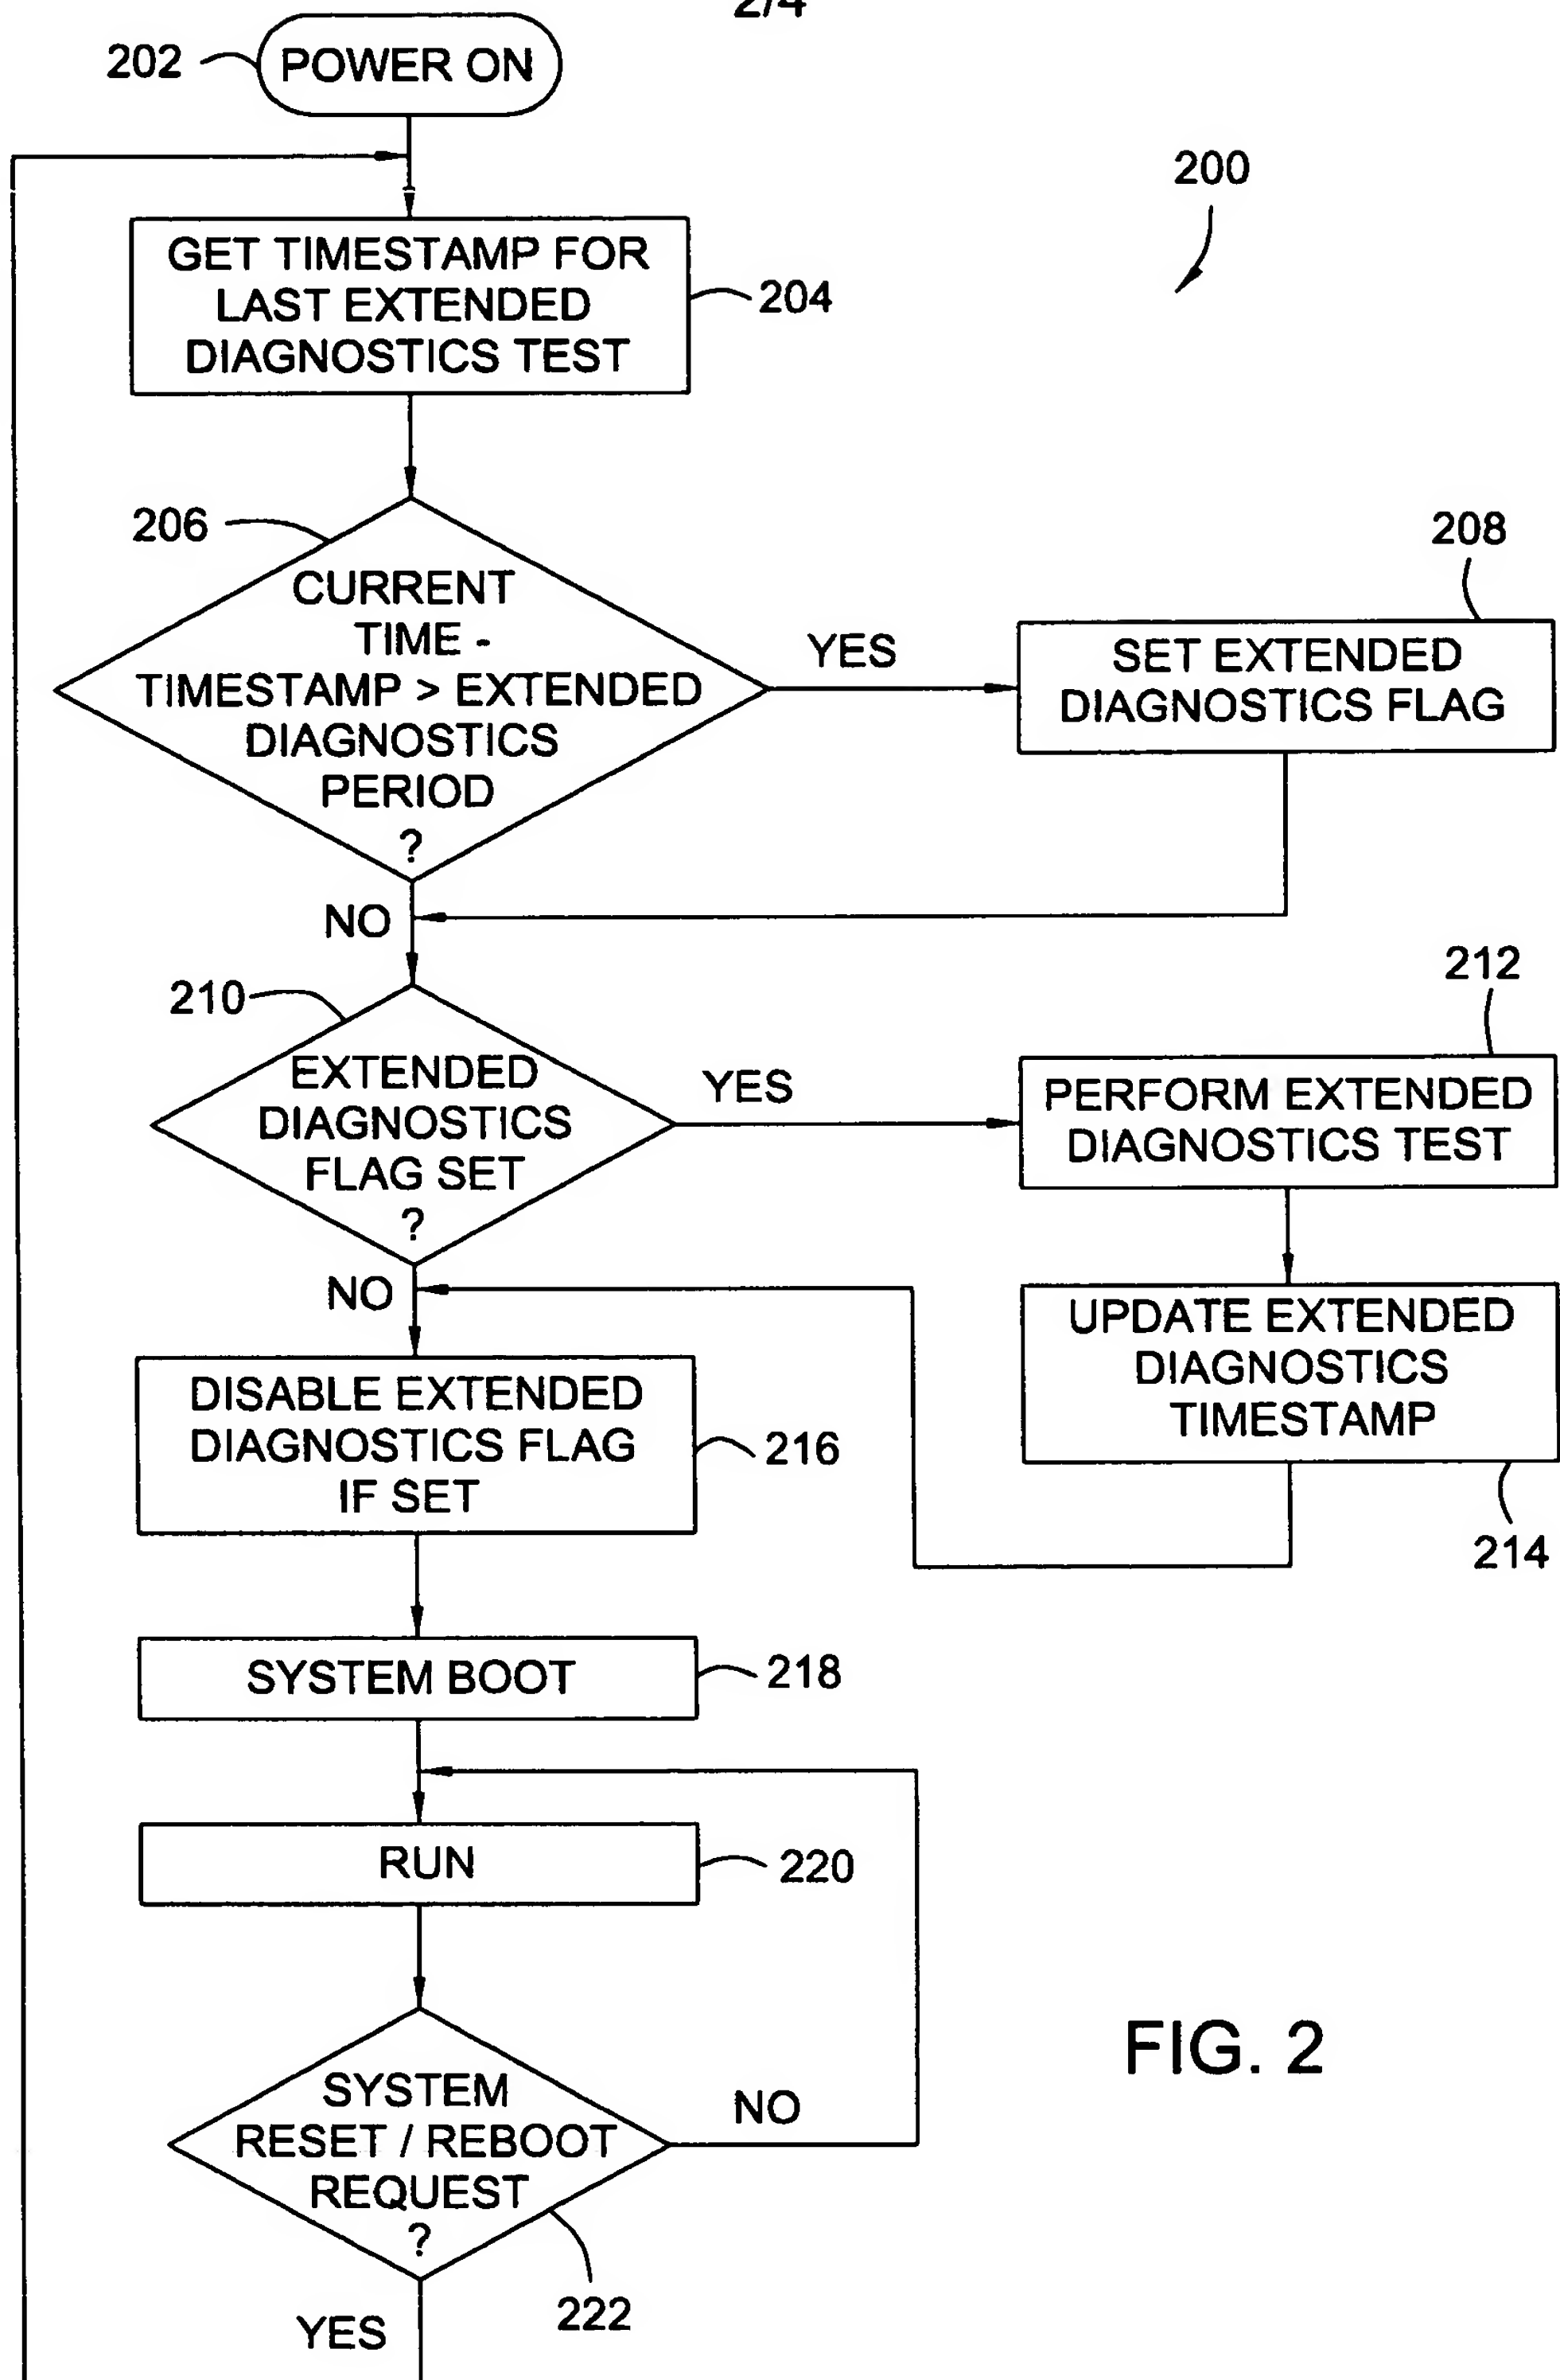 2/4
202
POWER ON
200
GET TIMESTAMP FOR
LAST EXTENDED
DIAGNOSTICS TEST
204
206
CURRENT
TIME -
TIMESTAMP > EXTENDED
DIAGNOSTICS
PERIOD
?
YES
208
SET EXTENDED
DIAGNOSTICS FLAG
NO
210
EXTENDED
DIAGNOSTICS
FLAG SET
?
YES
212
PERFORM EXTENDED
DIAGNOSTICS TEST
NO
UPDATE EXTENDED
DIAGNOSTICS
TIMESTAMP
214
DISABLE EXTENDED
DIAGNOSTICS FLAG
IF SET
216
SYSTEM BOOT
218
RUN
220
SYSTEM
RESET / REBOOT
REQUEST
?
NO
222
YES
FIG. 2